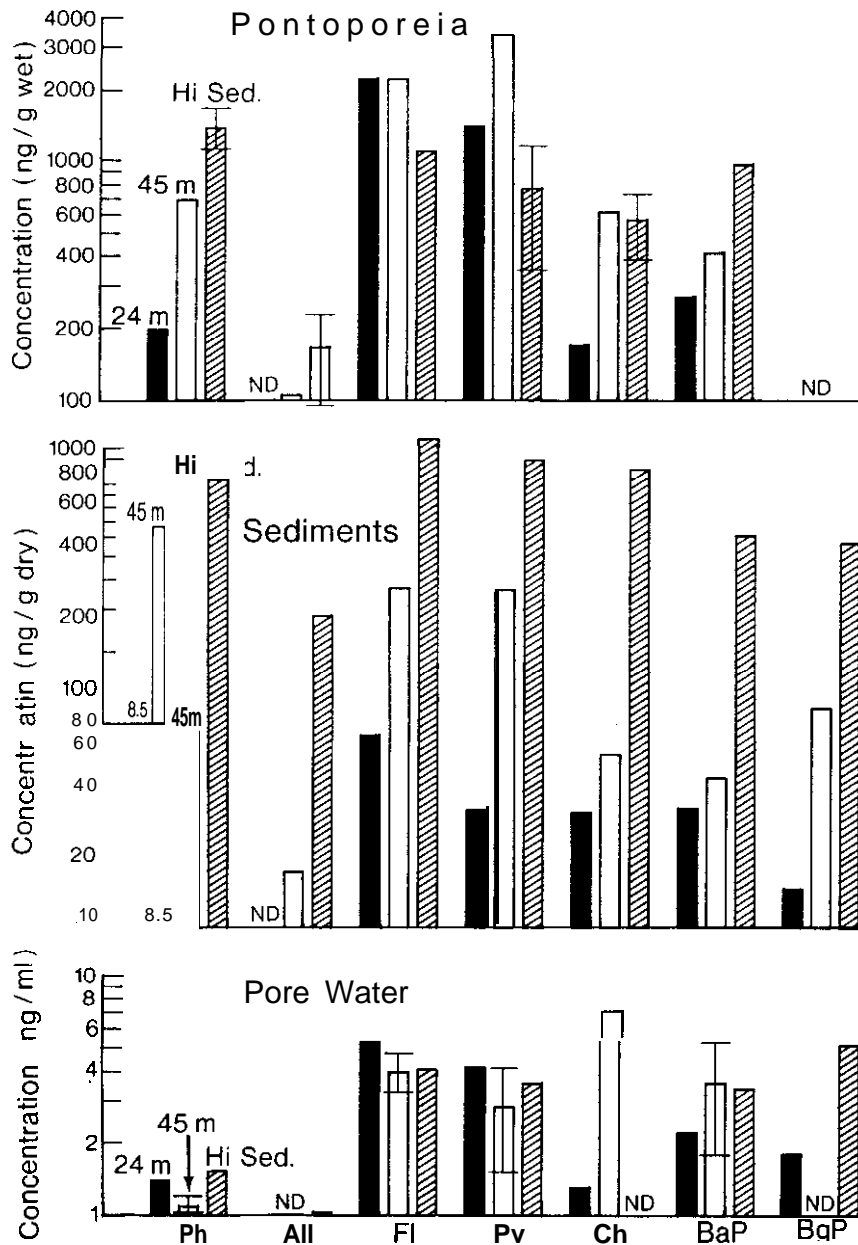 Pontoporeia
Concentration (ng/g wet)
4000
3000
2000
1000
800
600
400
200
100
Hi Sed.
45 m
24 m
ND
ND
Sediments
Concentr atin (ng/g dry)
1000
800
600
400
200
100
80
60
40
20
10
Hi d.
45 m
8.5
45m
8.5
ND
Pore Water
Concentration ng/ml)
10
8
6
4
2
1
45 m
24 m
Hi Sed.
ND
ND
ND
Ph All Fl Py Ch BaP BgP